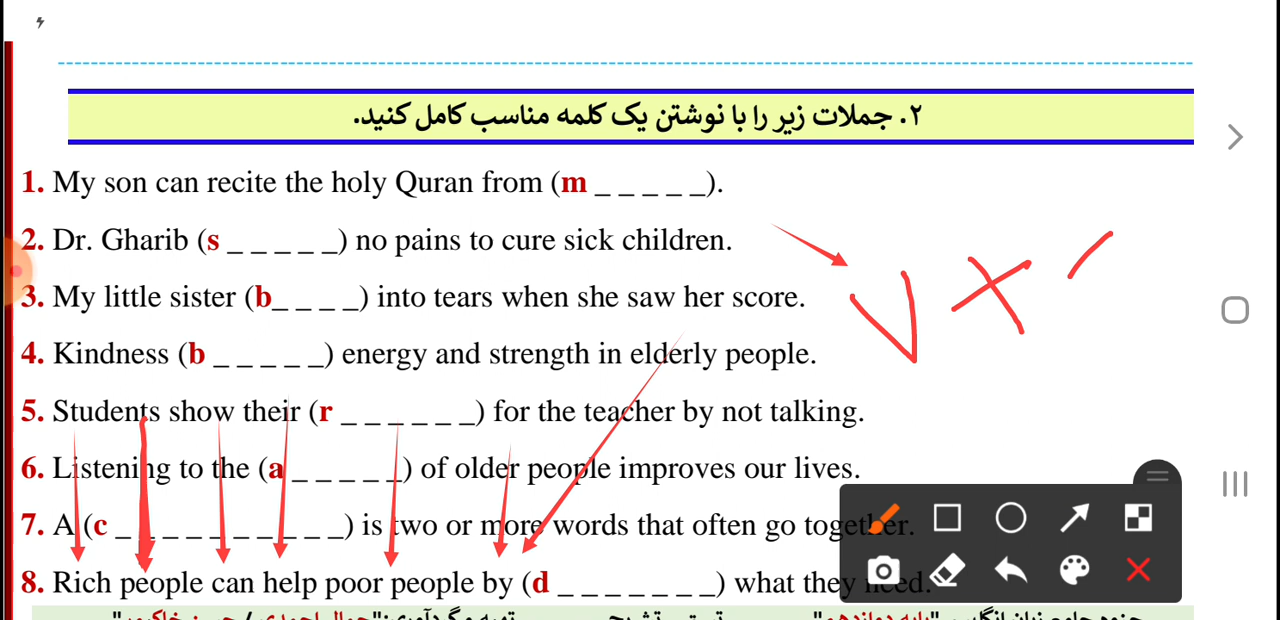 ۲. جملات زیر را با نوشتن یک کلمه مناسب کامل کنید.
1. My son can recite the holy Quran from (m _ _ _ _ _).
2. Dr. Gharib (s _ _ _ _ _) no pains to cure sick children.
3. My little sister (b_ _ _ _) into tears when she saw her score.
4. Kindness (b _ _ _ _ _) energy and strength in elderly people.
5. Students show their (r _ _ _ _ _ _) for the teacher by not talking.
6. Listening to the (a _ _ _ _ _) of older people improves our lives.
7. A (c _ _ _ _ _ _ _ _ _ _) is two or more words that often go together.
8. Rich people can help poor people by (d _ _ _ _ _ _ _) what they need.